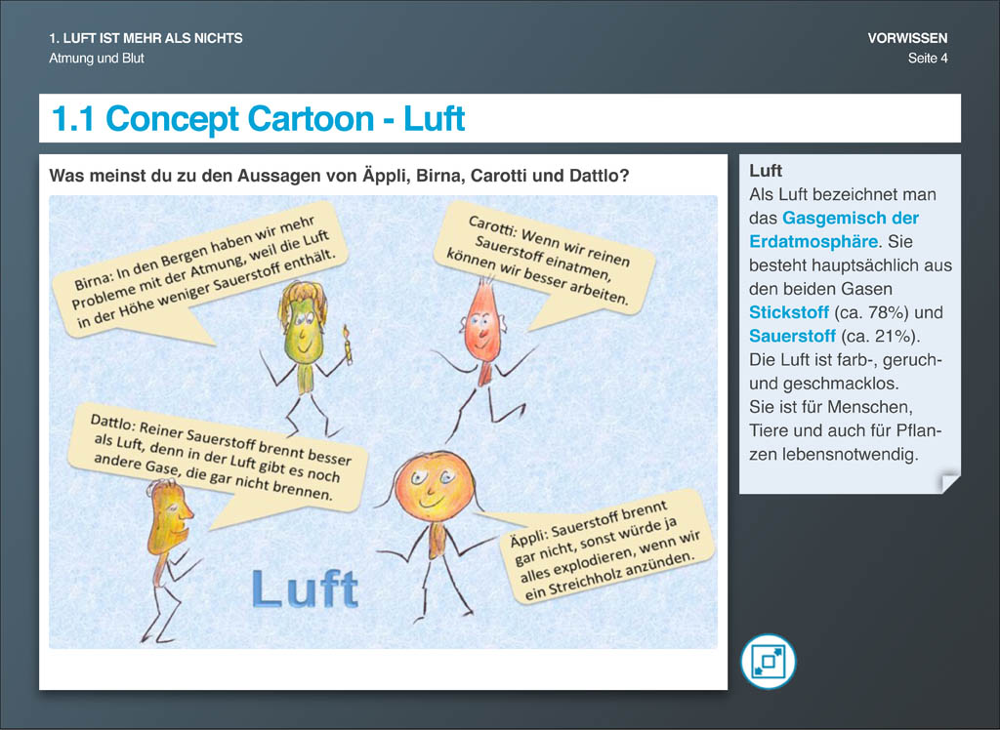 1. LUFT IST MEHR ALS NICHTS
Atmung und Blut
VORWISSEN
Seite 4
1.1 Concept Cartoon - Luft
Was meinst du zu den Aussagen von Äppli, Birna, Carotti und Dattlo?
Birna: In den Bergen haben wir mehr
Probleme mit der Atmung, weil die Luft
in der Höhe weniger Sauerstoff enthält.
Carotti: Wenn wir reinen
Sauerstoff einatmen,
können wir besser arbeiten.
Dattlo: Reiner Sauerstoff brennt besser
als Luft, denn in der Luft gibt es noch
andere Gase, die gar nicht brennen.
Äppli: Sauerstoff brennt
gar nicht, sonst würde ja
alles explodieren, wenn wir
ein Streichholz anzünden.
Luft
Luft
Als Luft bezeichnet man
das Gasgemisch der
Erdatmosphäre. Sie
besteht hauptsächlich aus
den beiden Gasen
Stickstoff (ca. 78%) und
Sauerstoff (ca. 21%).
Die Luft ist farb-, geruch-
und geschmacklos.
Sie ist für Menschen,
Tiere und auch für Pflan-
zen lebensnotwendig.